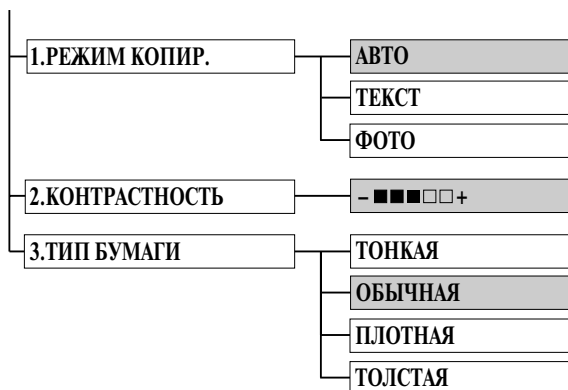 1.РЕЖИМ КОПИР.
АВТО
ТЕКСТ
ФОТО
2.КОНТРАСТНОСТЬ
– ■■■□□+
3.ТИП БУМАГИ
ТОНКАЯ
ОБЫЧНАЯ
ПЛОТНАЯ
ТОЛСТАЯ